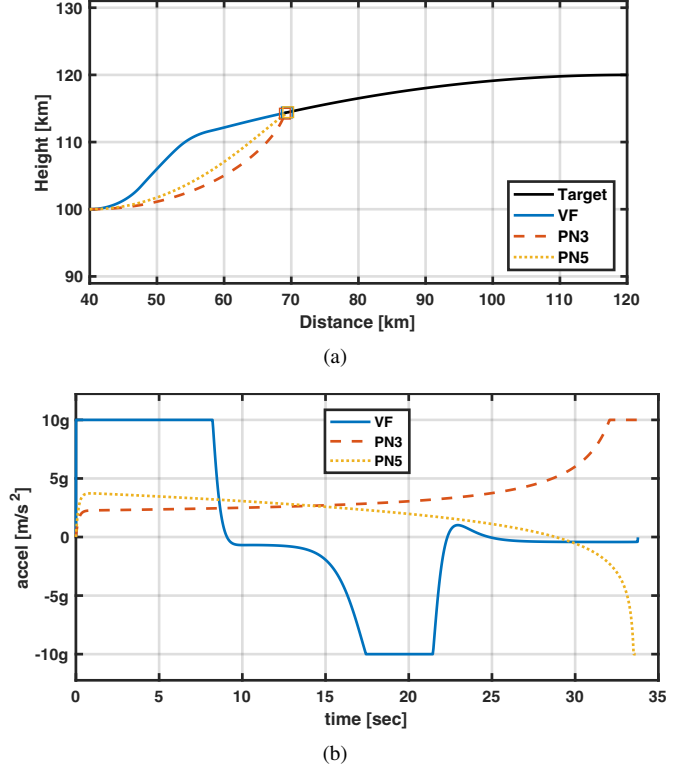 130
120
110
100
90
Height [km]
Target
VF
PN3
PN5
40 50 60 70 80 90 100 110 120
Distance [km]
(a)
10g
5g
0
-5g
-10g
accel [m/s²]
VF
PN3
PN5
0 5 10 15 20 25 30 35
time [sec]
(b)